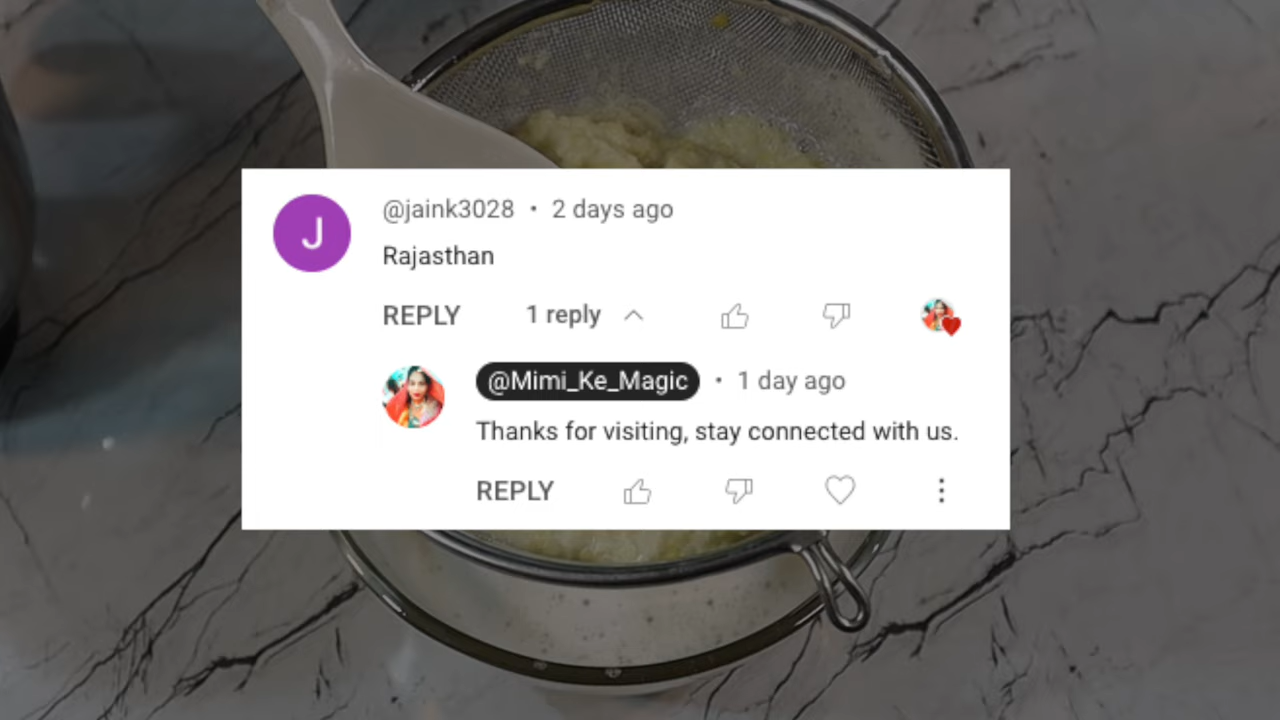 J
@jaink3028 • 2 days ago
Rajasthan
REPLY 1 reply
@Mimi_Ke_Magic • 1 day ago
Thanks for visiting, stay connected with us.
REPLY